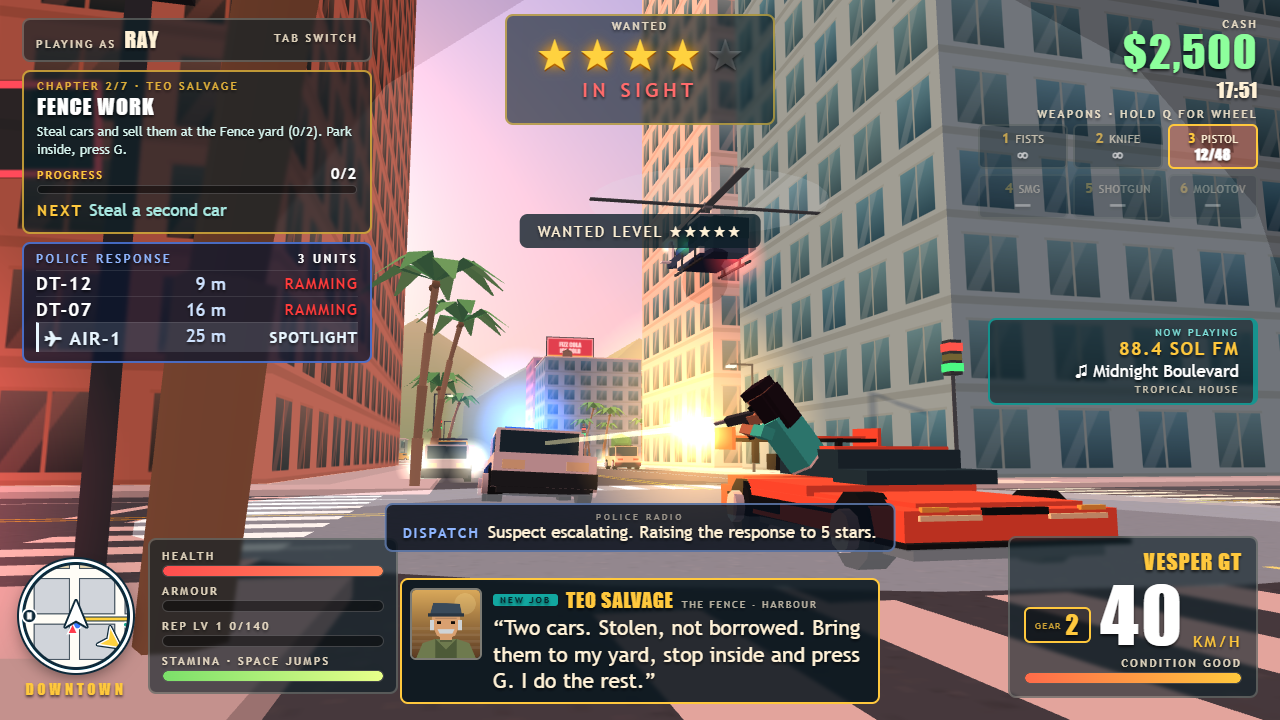 PLAYING AS RAY TAB SWITCH
CHAPTER 2/7 · TEO SALVAGE
FENCE WORK
Steal cars and sell them at the Fence yard (0/2). Park
inside, press G.
PROGRESS 0/2
NEXT Steal a second car
POLICE RESPONSE 3 UNITS
DT-12 9 m RAMMING
DT-07 16 m RAMMING
AIR-1 25 m SPOTLIGHT
WANTED
IN SIGHT
WANTED LEVEL ★★★★★
CASH
$2,500
17:51
WEAPONS · HOLD Q FOR WHEEL
1 FISTS 2 KNIFE 3 PISTOL
∞ ∞ 12/48
4 SMG 5 SHOTGUN 6 MOLOTOV
— — —
NOW PLAYING
88.4 SOL FM
♫ Midnight Boulevard
TROPICAL HOUSE
POLICE RADIO
DISPATCH Suspect escalating. Raising the response to 5 stars.
HEALTH
ARMOUR
REP LV 1 0/140
STAMINA · SPACE JUMPS
DOWNTOWN
NEW JOB TEO SALVAGE THE FENCE · HARBOUR
“Two cars. Stolen, not borrowed. Bring
them to my yard, stop inside and press
G. I do the rest.”
VESPER GT
GEAR 2 40 KM/H
CONDITION GOOD